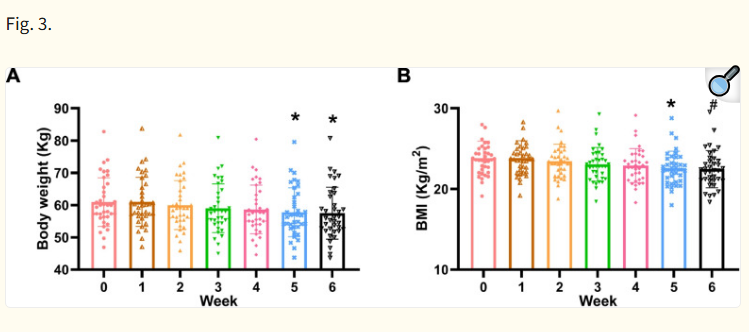 Fig. 3.
A
Body weight (Kg)
90
80
70
60
50
40
* *
0 1 2 3 4 5 6
Week
B
BMI (Kg/m²)
30
20
10
* #
0 1 2 3 4 5 6
Week